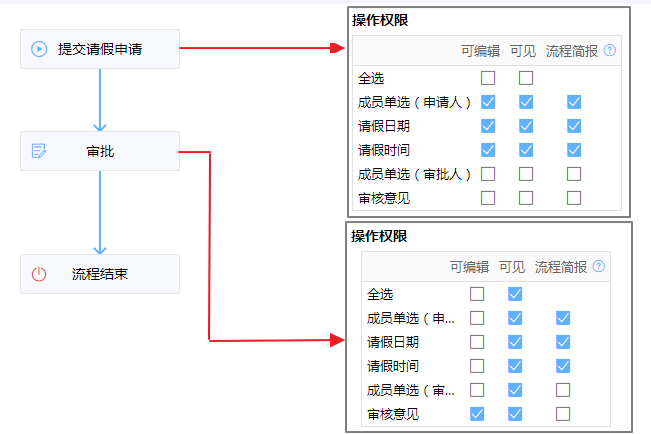 提交请假申请
审批
流程结束
操作权限
可编辑 可见 流程简报 ?
全选
成员单选（申请人）
请假日期
请假时间
成员单选（审批人）
审核意见
操作权限
可编辑 可见 流程简报 ?
全选
成员单选（申...
请假日期
请假时间
成员单选（审...
审核意见